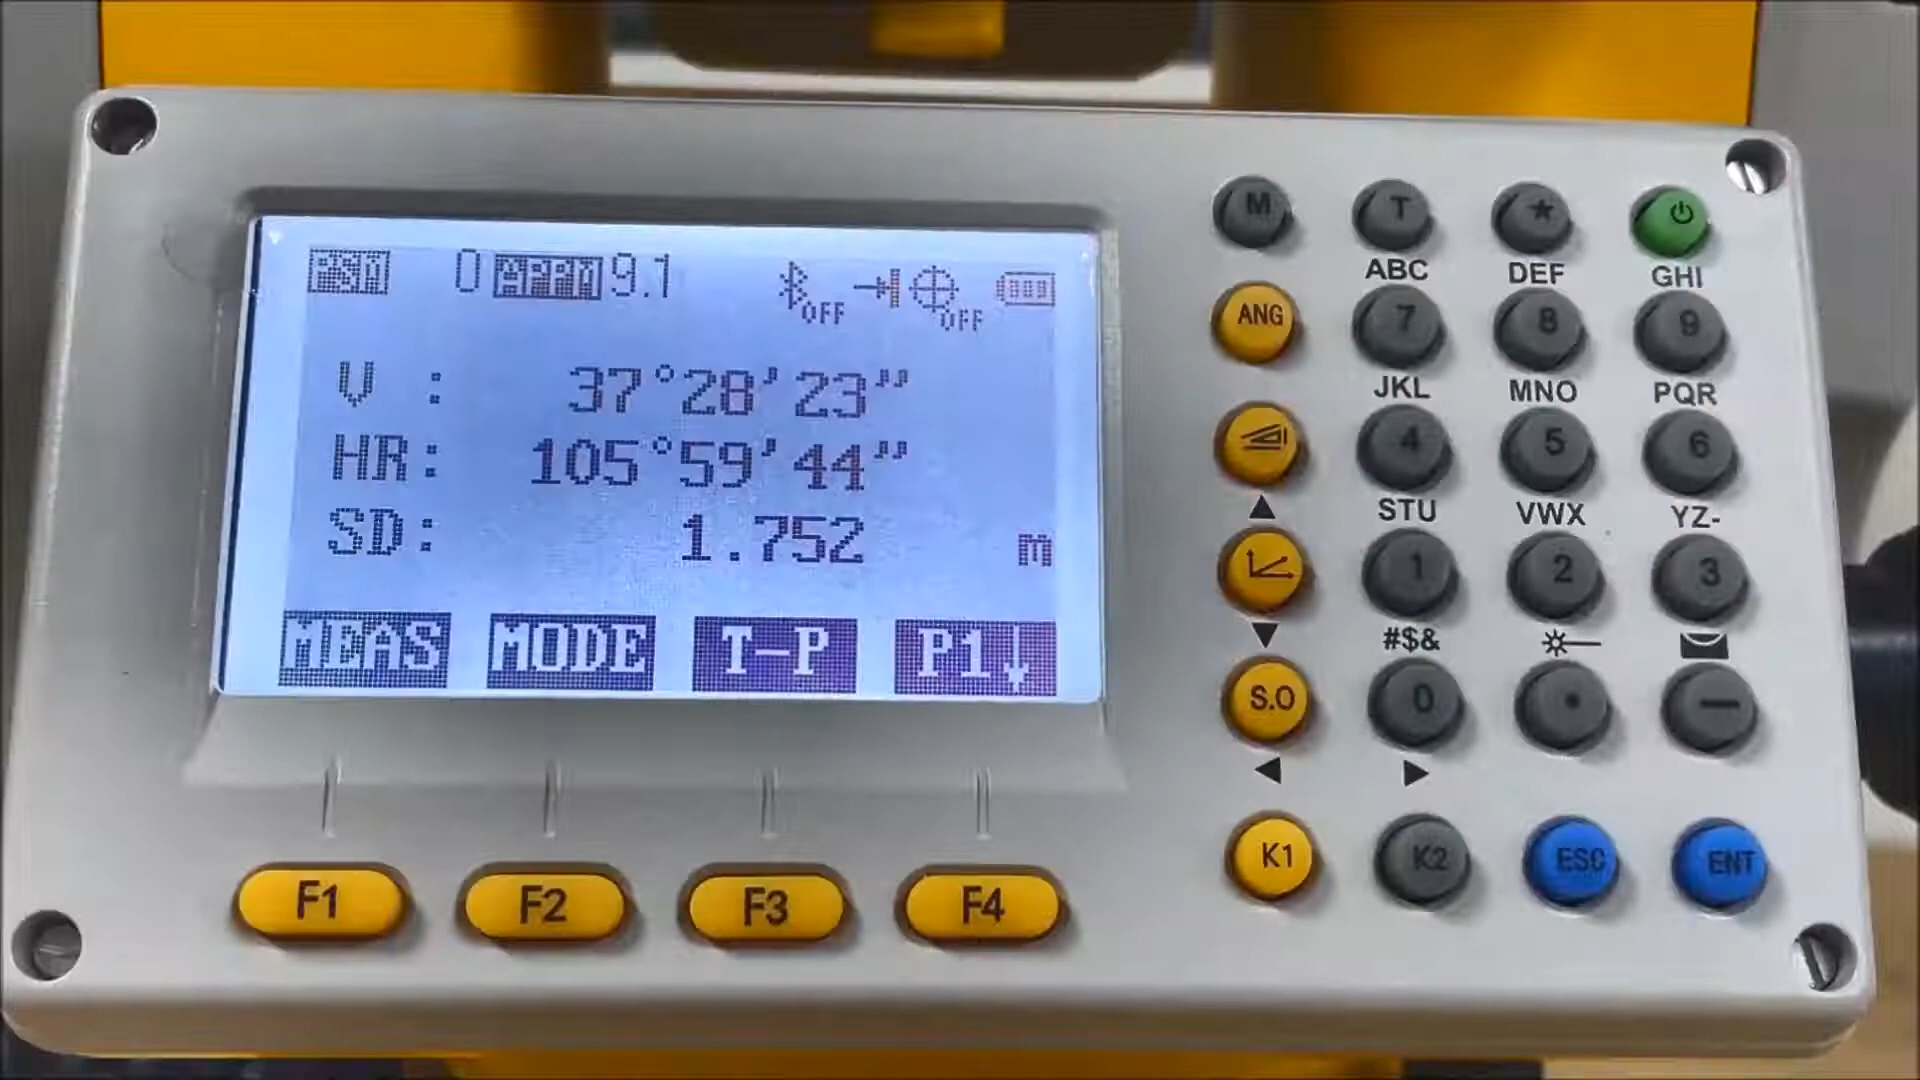 PSM 0 APPM 9.1 OFF OFF
V : 37°28'23"
HR: 105°59'44"
SD: 1.752 m
MEAS MODE T-P P1↓
F1 F2 F3 F4
M T ★
ABC DEF GHI
ANG 7 8 9
JKL MNO PQR
4 5 6
▲ STU VWX YZ-
1 2 3
▼ #$&
S.O 0 • —
◀ ▶
K1 K2 ESC ENT